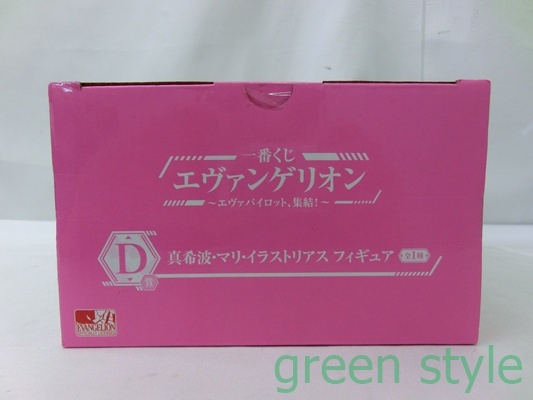 一番くじ
エヴァンゲリオン
～エヴァパイロット、集結！～
D賞
真希波・マリ・イラストリアス フィギュア 全1種
EVANGELION
green style